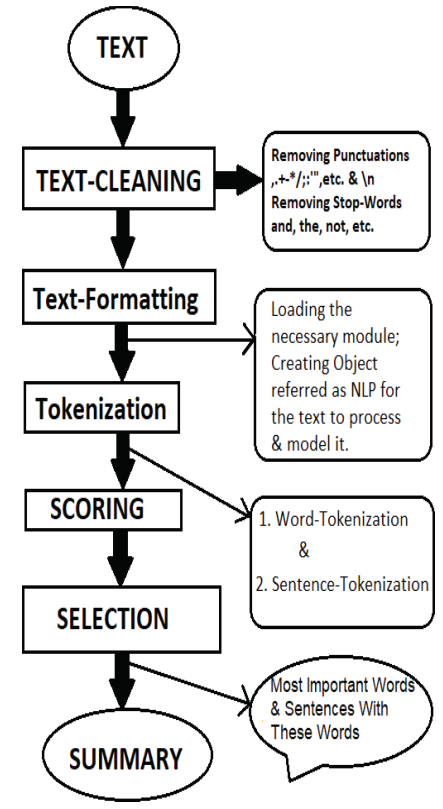 TEXT
TEXT-CLEANING
Removing Punctuations
,.+-*/;:'",etc. & \n
Removing Stop-Words
and, the, not, etc.
Text-Formatting
Loading the
necessary module;
Creating Object
referred as NLP for
the text to process
& model it.
Tokenization
SCORING
1. Word-Tokenization
&
2. Sentence-Tokenization
SELECTION
Most Important Words
& Sentences With
These Words
SUMMARY